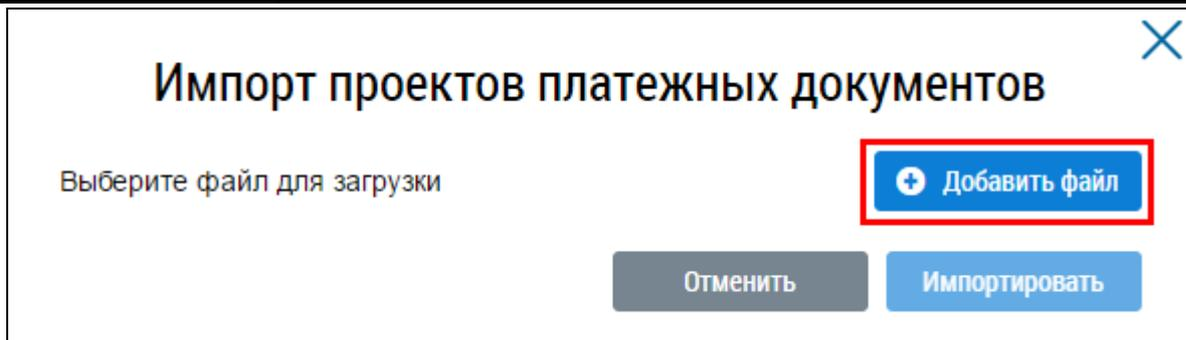 Импорт проектов платежных документов
Выберите файл для загрузки
Добавить файл
Отменить
Импортировать